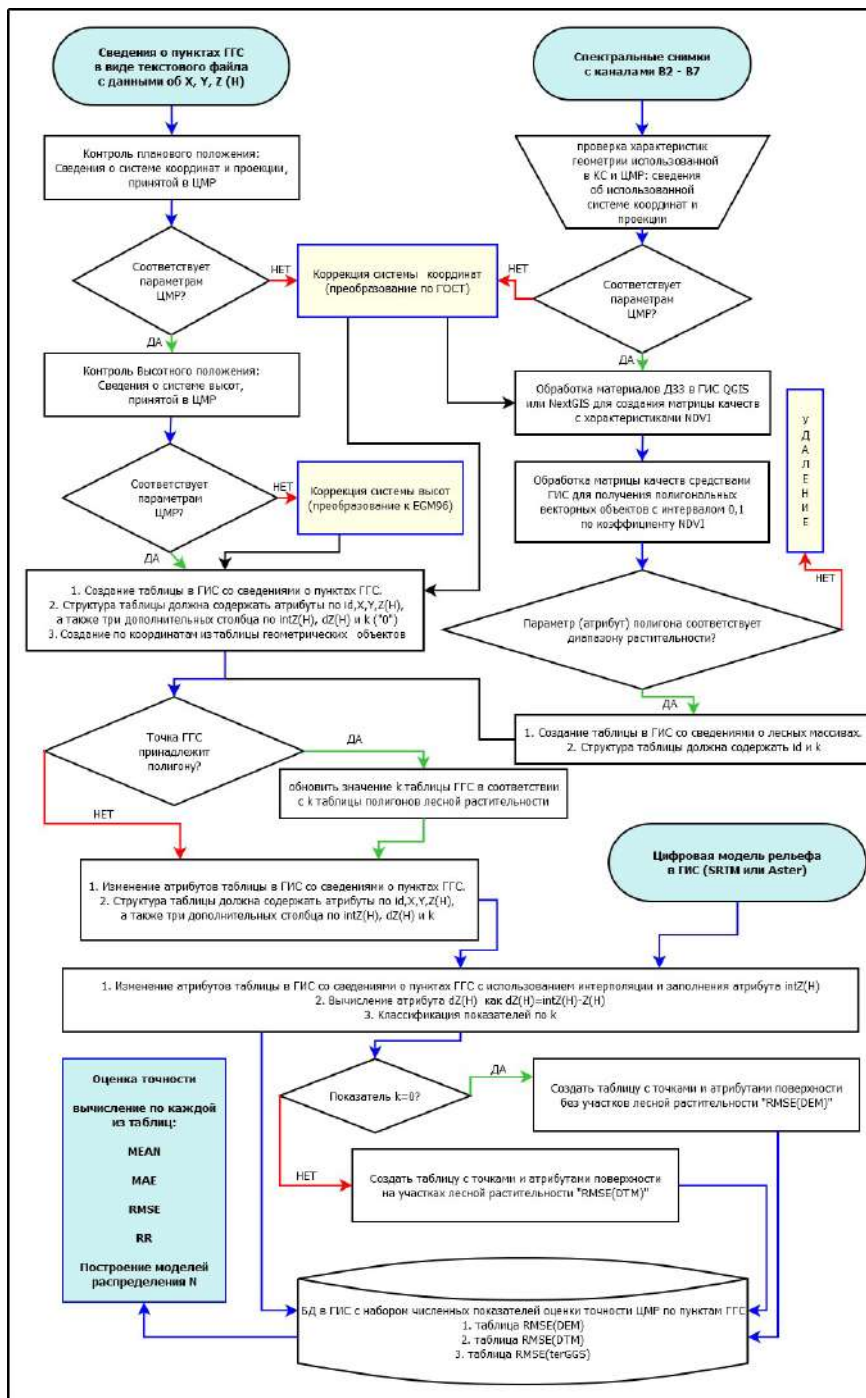 Сведения о пунктах ГГС
в виде текстового файла
с данными об X, Y, Z (H)
Спектральные снимки
с каналами B2 - B7
Контроль планового положения:
Сведения о системе координат и проекции,
принятой в ЦМР
проверка характеристик
геометрии использованной
в КС и ЦМР: сведения
об использованной
системе координат и
проекции
Соответствует
параметрам
ЦМР?
НЕТ
Коррекция системы координат
(преобразование по ГОСТ)
НЕТ
Соответствует
параметрам
ЦМР?
ДА
ДА
Контроль Высотного положения:
Сведения о системе высот,
принятой в ЦМР
Обработка материалов ДЗЗ в ГИС QGIS
или NextGIS для создания матрицы качеств
с характеристиками NDVI
УДАЛЕНИЕ
Соответствует
параметрам
ЦМР?
НЕТ
Коррекция системы высот
(преобразование к EGM96)
Обработка матрицы качеств средствами
ГИС для получения полигональных
векторных объектов с интервалом 0,1
по коэффициенту NDVI
ДА
НЕТ
1. Создание таблицы в ГИС со сведениями о пунктах ГГС.
2. Структура таблицы должна содержать атрибуты по id,X,Y,Z(H),
а также три дополнительных столбца по intZ(H), dZ(H) и k ("0")
3. Создание по координатам из таблицы геометрических объектов
Параметр (атрибут) полигона соответствует
диапазону растительности?
ДА
Точка ГГС
принадлежит
полигону?
ДА
1. Создание таблицы в ГИС со сведениями о лесных массивах.
2. Структура таблицы должна содержать id и k
обновить значение k таблицы ГГС в соответствии
с k таблицы полигонов лесной растительности
НЕТ
Цифровая модель рельефа
в ГИС (SRTM или Aster)
1. Изменение атрибутов таблицы в ГИС со сведениями о пунктах ГГС.
2. Структура таблицы должна содержать атрибуты по id,X,Y,Z(H),
а также три дополнительных столбца по intZ(H), dZ(H) и k
1. Изменение атрибутов таблицы в ГИС со сведениями о пунктах ГГС с использованием интерполяции и заполнения атрибута intZ(H)
2. Вычисление атрибута dZ(H) как dZ(H)=intZ(H)-Z(H)
3. Классификация показателей по k
Оценка точности
вычисление по каждой
из таблиц:
MEAN
MAE
RMSE
RR
Построение моделей
распределения N
Показатель k=0?
ДА
Создать таблицу с точками и атрибутами поверхности
без участков лесной растительности "RMSE(DEM)"
НЕТ
Создать таблицу с точками и атрибутами поверхности
на участках лесной растительности "RMSE(DTM)"
БД в ГИС с набором численных показателей оценки точности ЦМР по пунктам ГГС
1. таблица RMSE(DEM)
2. таблица RMSE(DTM)
3. таблица RMSE(terGGS)